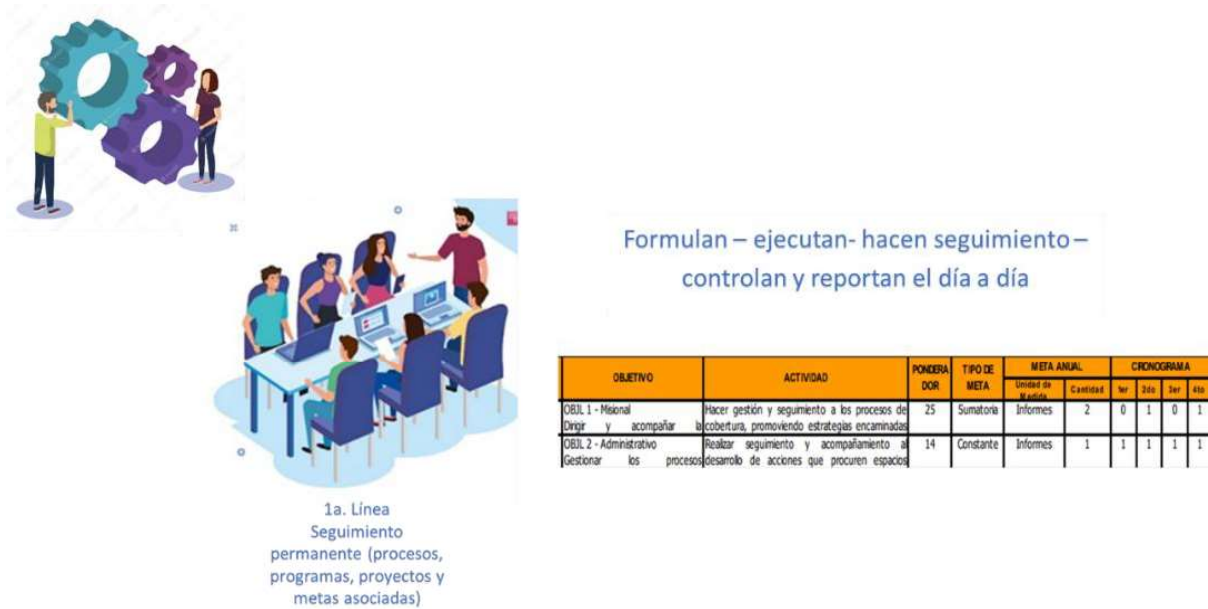 Formulan – ejecutan- hacen seguimiento –
controlan y reportan el día a día
OBJETIVO ACTIVIDAD PONDERA DOR TIPO DE META META ANUAL CRONOGRAMA
Unidad de Medida Cantidad 1er 2do 3er 4to
OBJL 1 - Misional Hacer gestión y seguimiento a los procesos de 25 Sumatoria Informes 2 0 1 0 1
Dirigir y acompañar la cobertura, promoviendo estrategias encaminadas
OBJL 2 - Administrativo Realizar seguimiento y acompañamiento al 14 Constante Informes 1 1 1 1 1
Gestionar los procesos desarrollo de acciones que procuren espacios
1a. Línea
Seguimiento
permanente (procesos,
programas, proyectos y
metas asociadas)